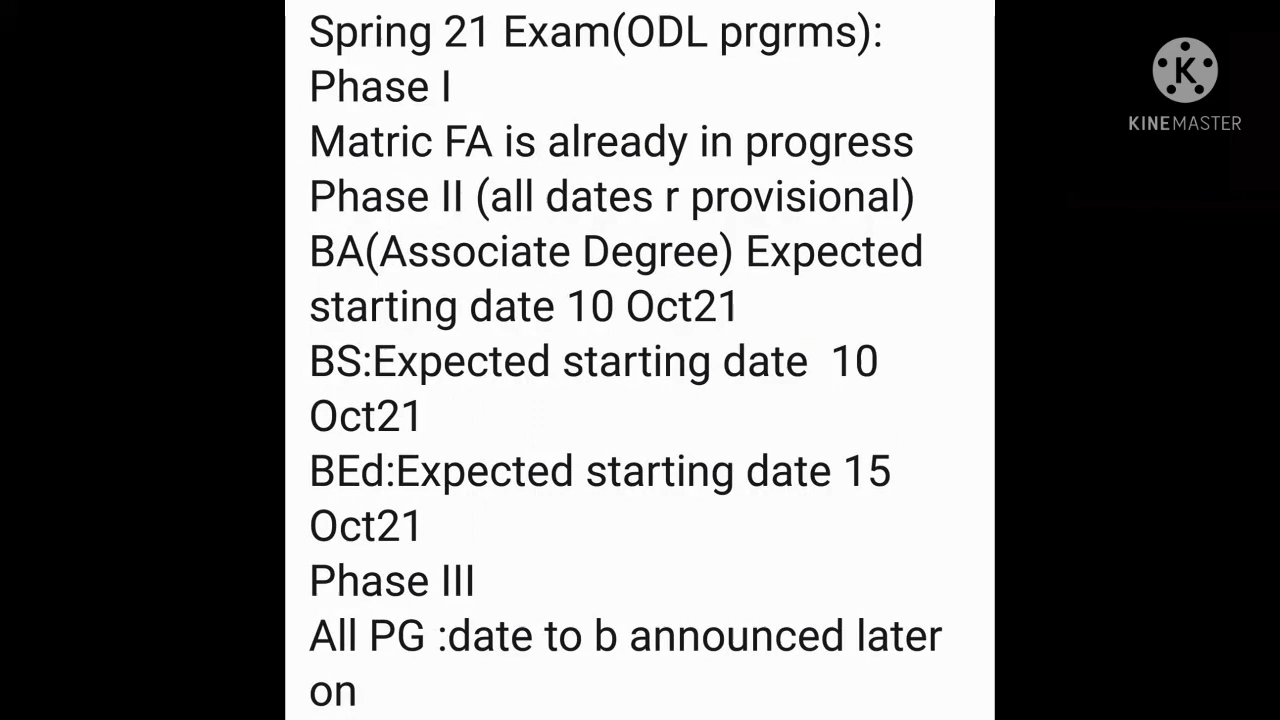 Spring 21 Exam(ODL prgrms):
Phase I
Matric FA is already in progress
Phase II (all dates r provisional)
BA(Associate Degree) Expected
starting date 10 Oct21
BS:Expected starting date  10
Oct21
BEd:Expected starting date 15
Oct21
Phase III
All PG :date to b announced later
on
K
KINEMASTER